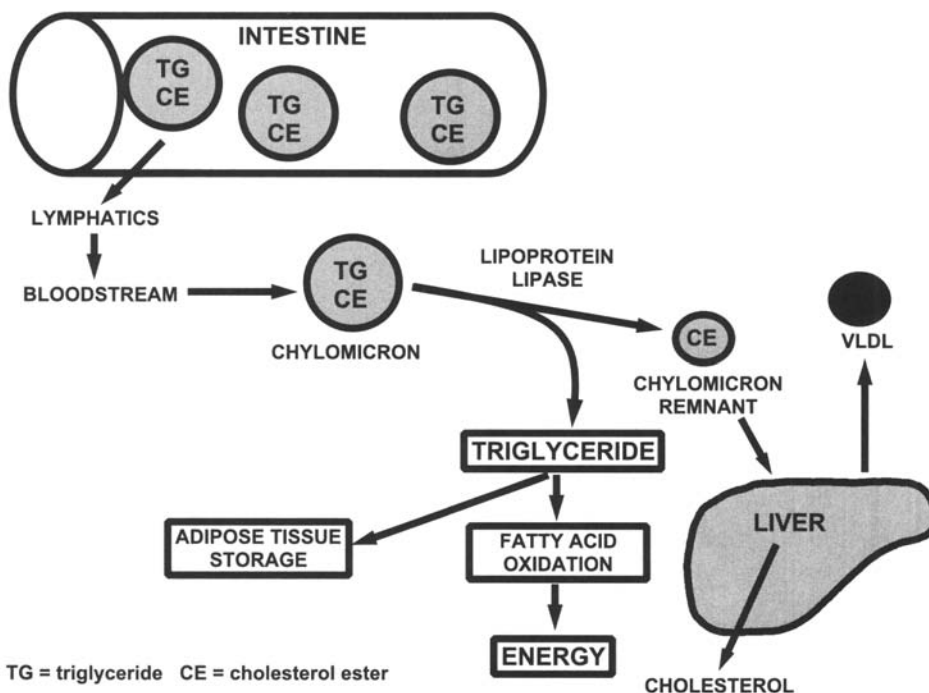 INTESTINE
TG
CE
TG
CE
TG
CE
LYMPHATICS
BLOODSTREAM
TG
CE
CHYLOMICRON
LIPOPROTEIN
LIPASE
CE
CHYLOMICRON
REMNANT
VLDL
TRIGLYCERIDE
ADIPOSE TISSUE
STORAGE
FATTY ACID
OXIDATION
LIVER
ENERGY
CHOLESTEROL
TG = triglyceride CE = cholesterol ester